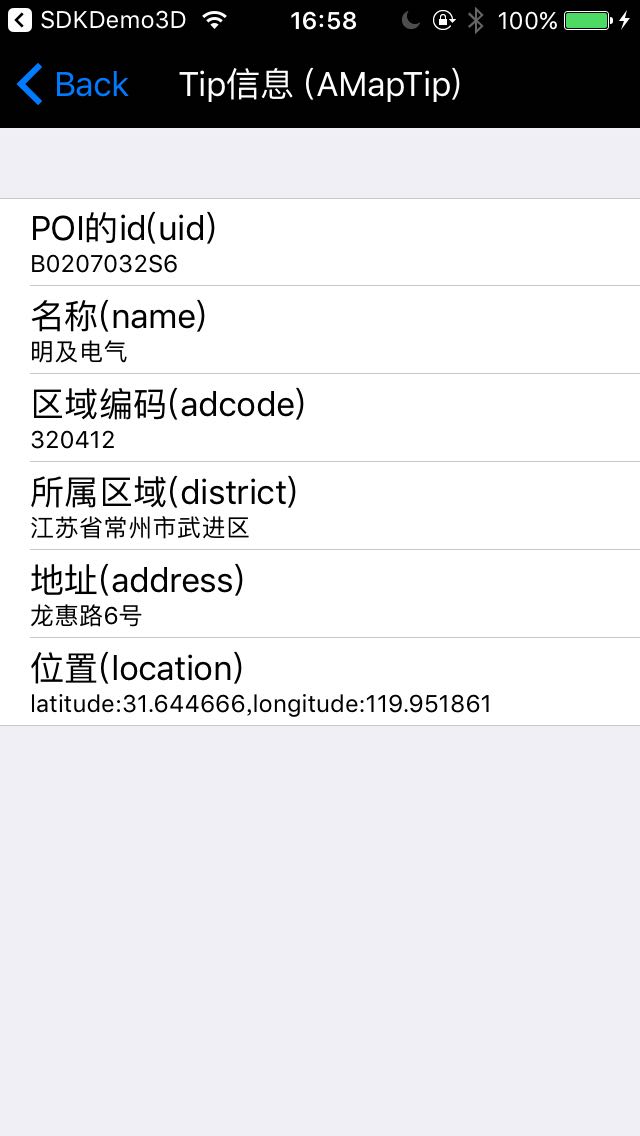 SDKDemo3D 16:58 100%
Back Tip信息 (AMapTip)
POI的id(uid)
B0207032S6
名称(name)
明及电气
区域编码(adcode)
320412
所属区域(district)
江苏省常州市武进区
地址(address)
龙惠路6号
位置(location)
latitude:31.644666,longitude:119.951861